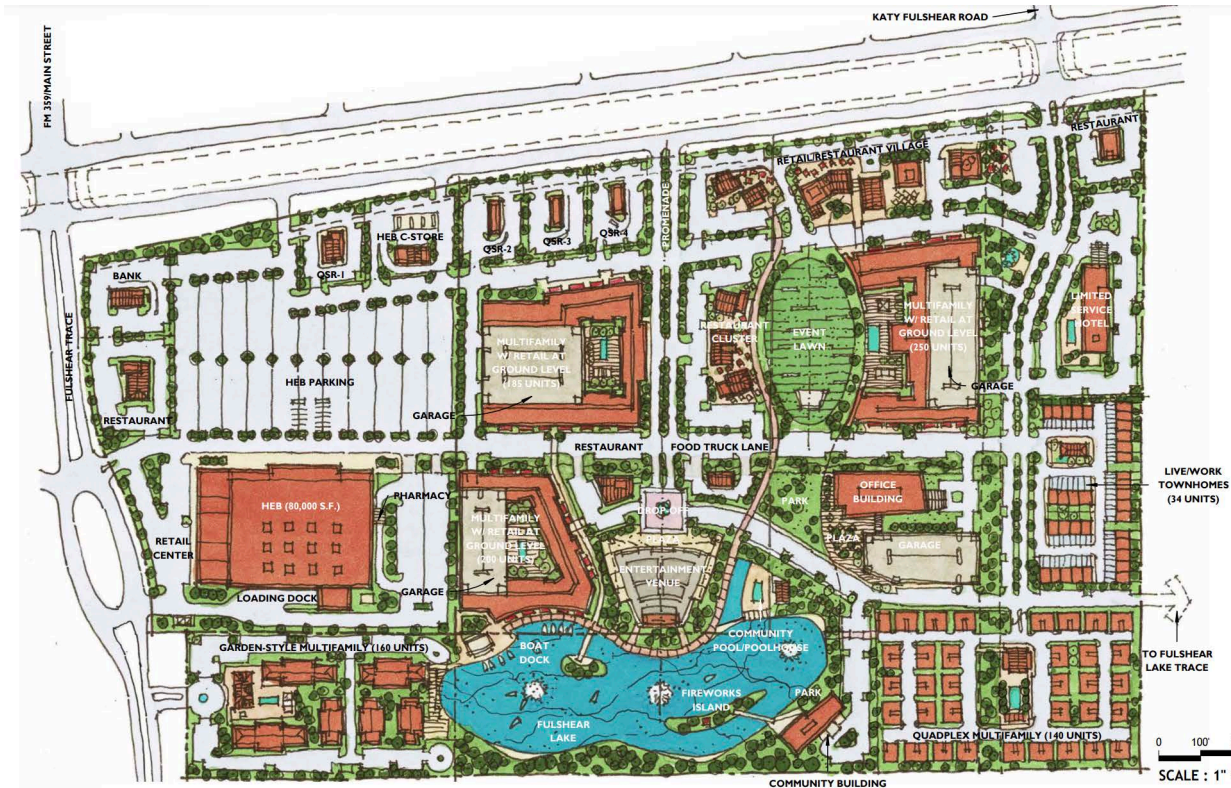 KATY FULSHEAR ROAD
FM 359/MAIN STREET
RESTAURANT
RETAIL/RESTAURANT VILLAGE
PROMENADE
HEB C-STORE
QSR-1
QSR-2
QSR-3
QSR-4
BANK
FULSHEAR TRACE
RESTAURANT
HEB PARKING
MULTIFAMILY
W/ RETAIL AT
GROUND LEVEL
(185 UNITS)
GARAGE
RESTAURANT
CLUSTER
EVENT
LAWN
MULTIFAMILY
W/ RETAIL AT
GROUND LEVEL
(250 UNITS)
GARAGE
LIMITED
SERVICE
HOTEL
RESTAURANT
FOOD TRUCK LANE
LIVE/WORK
TOWNHOMES
(34 UNITS)
HEB (80,000 S.F.)
PHARMACY
RETAIL
CENTER
LOADING DOCK
MULTIFAMILY
W/ RETAIL AT
GROUND LEVEL
(200 UNITS)
GARAGE
DROP-OFF
PLAZA
ENTERTAINMENT
VENUE
PARK
OFFICE
BUILDING
PLAZA
GARAGE
GARDEN-STYLE MULTIFAMILY (160 UNITS)
BOAT
DOCK
COMMUNITY
POOL/POOLHOUSE
FIREWORKS
ISLAND
PARK
FULSHEAR
LAKE
TO FULSHEAR
LAKE TRACE
QUADPLEX MULTIFAMILY (140 UNITS)
COMMUNITY BUILDING
0 100'
SCALE : 1"